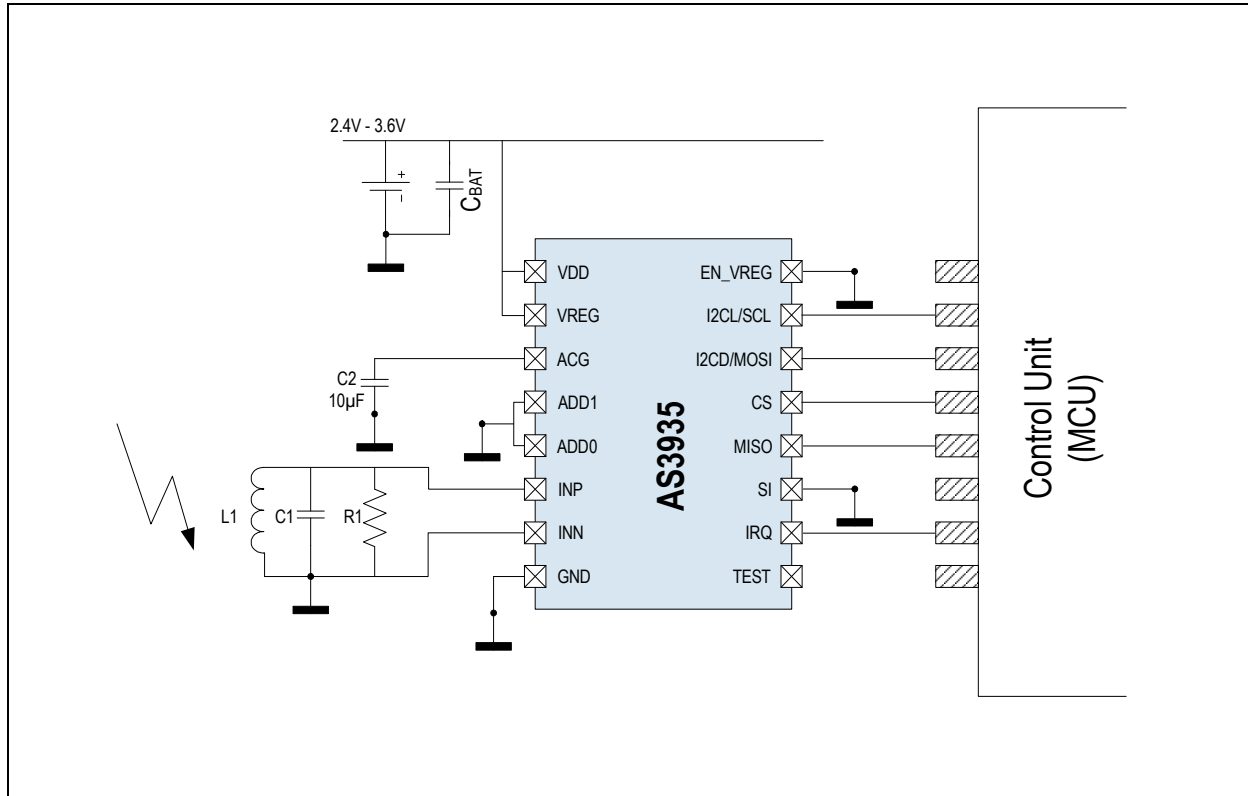 2.4V - 3.6V
+
-
CBAT
VDD
VREG
ACG
ADD1
ADD0
INP
INN
GND
AS3935
EN_VREG
I2CL/SCL
I2CD/MOSI
CS
MISO
SI
IRQ
TEST
C2
10µF
L1
C1
R1
Control Unit
(MCU)